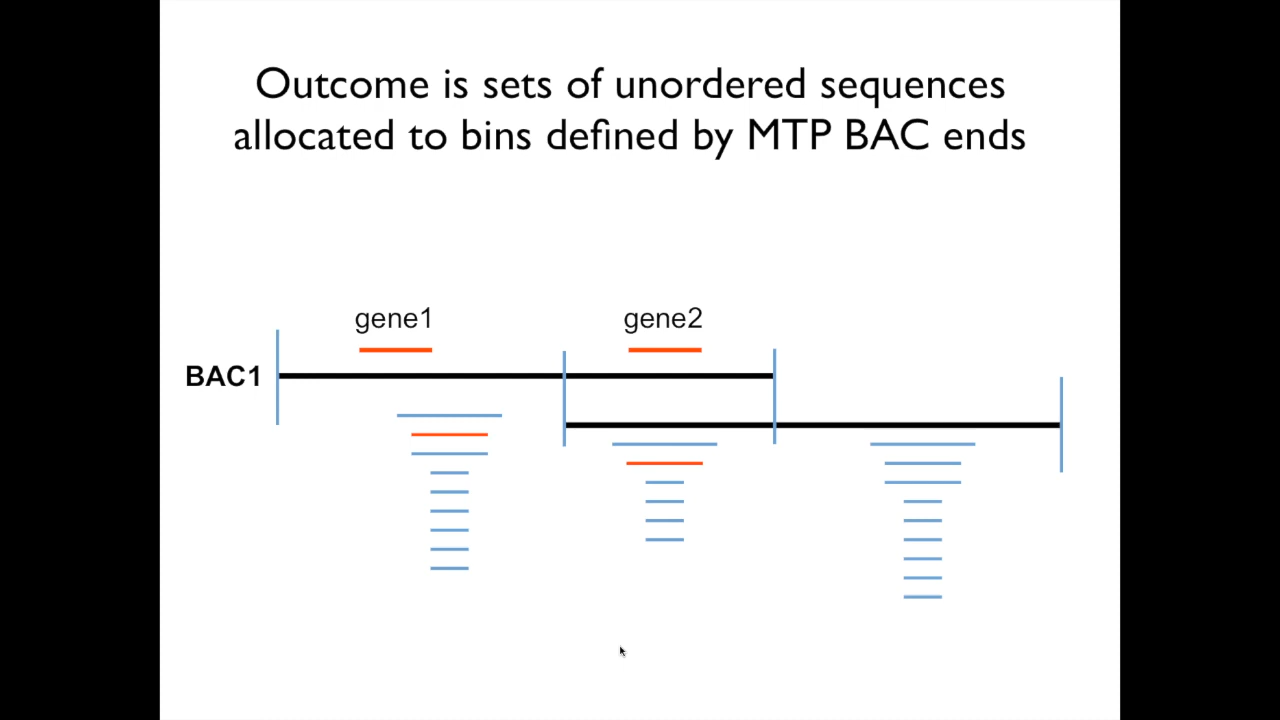 Outcome is sets of unordered sequences
allocated to bins defined by MTP BAC ends
gene1
gene2
BAC1